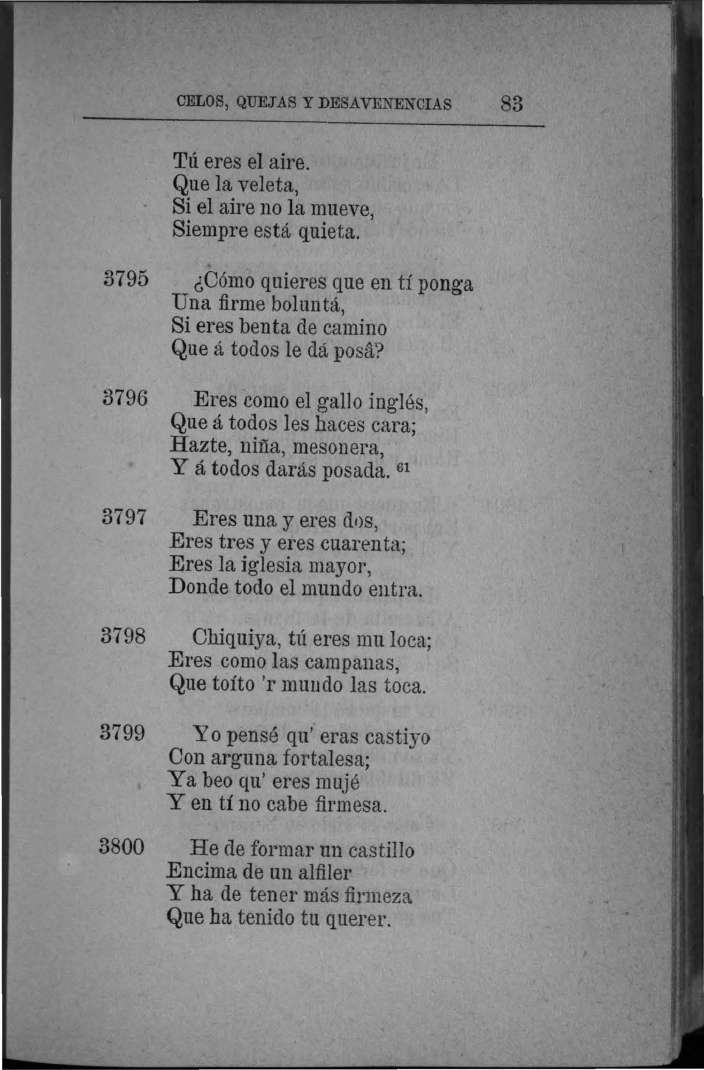 CELOS, QUEJAS Y DESAVENENCIAS 83
Tú eres el aire.
Que la veleta,
Si el aire no la mueve,
Siempre está quieta.
3795 ¿Cómo quieres que en tí ponga
Una firme boluntá,
Si eres benta de camino
Que á todos le dá posâ?
3796 Eres como el gallo inglés,
Que á todos les haces cara;
Hazte, niña, mesonera,
Y á todos darás posada. 61
3797 Eres una y eres dos,
Eres tres y eres cuarenta;
Eres la iglesia mayor,
Donde todo el mundo entra.
3798 Chiquiya, tú eres mu loca;
Eres como las campanas,
Que toíto 'r mundo las toca.
3799 Yo pensé qu' eras castiyo
Con arguna fortalesa;
Ya beo qu' eres mujé
Y en tí no cabe firmesa.
3800 He de formar un castillo
Encima de un alfiler
Y ha de tener más firmeza
Que ha tenido tu querer.